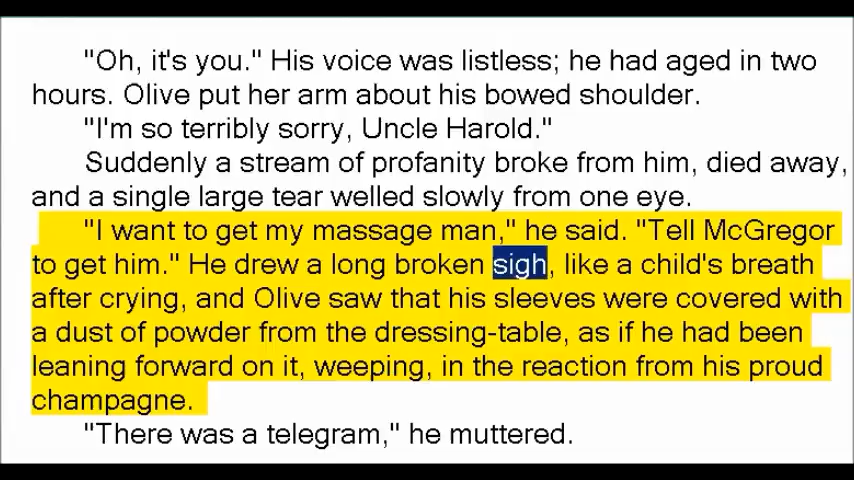 "Oh, it's you." His voice was listless; he had aged in two
hours. Olive put her arm about his bowed shoulder.
"I'm so terribly sorry, Uncle Harold."
Suddenly a stream of profanity broke from him, died away,
and a single large tear welled slowly from one eye.
"I want to get my massage man," he said. "Tell McGregor
to get him." He drew a long broken sigh, like a child's breath
after crying, and Olive saw that his sleeves were covered with
a dust of powder from the dressing-table, as if he had been
leaning forward on it, weeping, in the reaction from his proud
champagne.
"There was a telegram," he muttered.